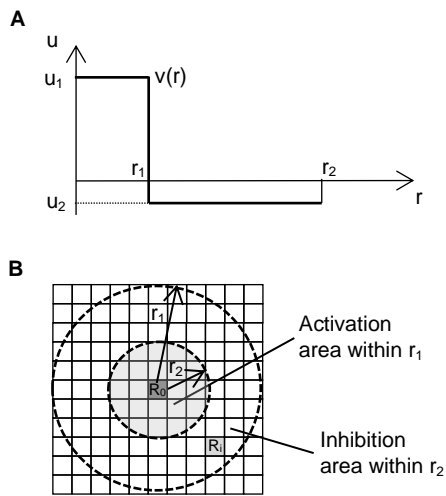 A
u
u1
v(r)
r1
r2
u2
r
B
r1
r2
R0
Ri
Activation
area within r1
Inhibition
area within r2